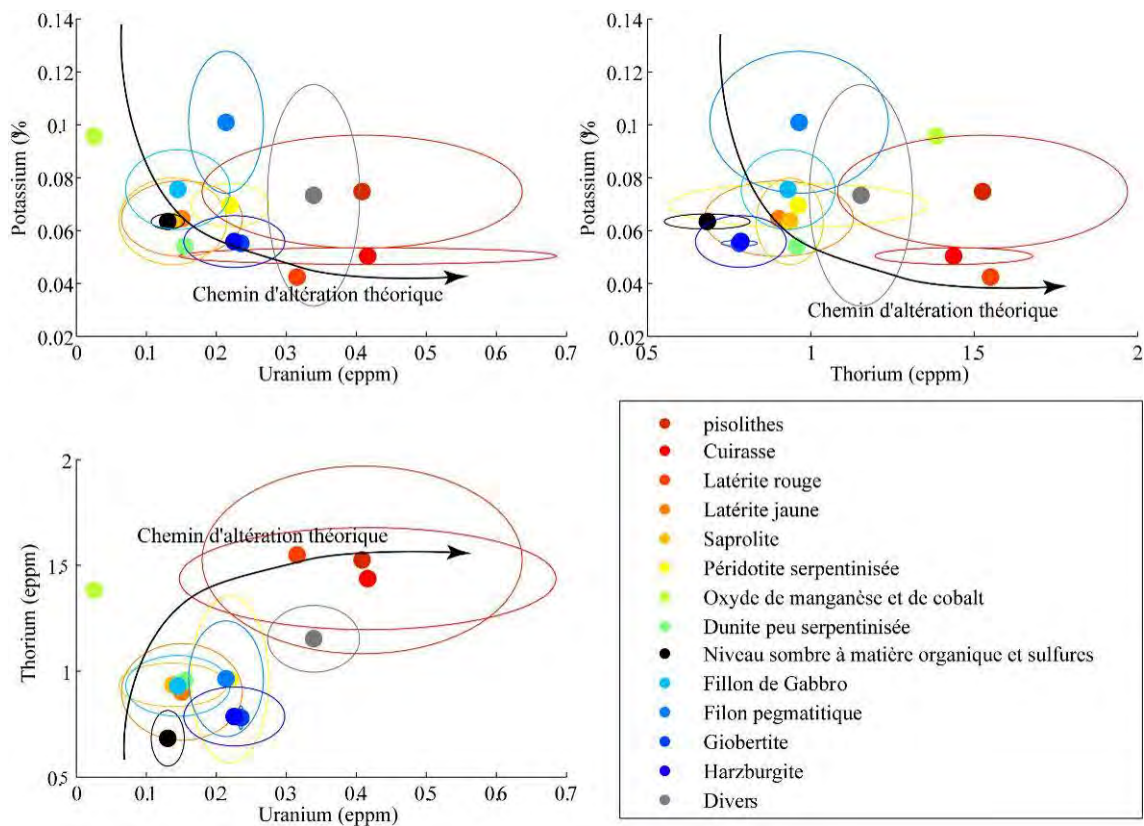 0.14
0.12
0.1
0.08
0.06
0.04
0.02
Potassium (%
Chemin d'altération théorique
0 0.1 0.2 0.3 0.4 0.5 0.6 0.7
Uranium (eppm)
0.14
0.12
0.1
0.08
0.06
0.04
0.02
Potassium (%
Chemin d'altération théorique
0.5 1 1.5 2
Thorium (eppm)
2
1.5
1
0.5
Thorium (eppm)
Chemin d'altération théorique
0 0.1 0.2 0.3 0.4 0.5 0.6 0.7
Uranium (eppm)
pisolithes
Cuirasse
Latérite rouge
Latérite jaune
Saprolite
Péridotite serpentinisée
Oxyde de manganèse et de cobalt
Dunite peu serpentinisée
Niveau sombre à matière organique et sulfures
Fillon de Gabbro
Filon pegmatitique
Giobertite
Harzburgite
Divers